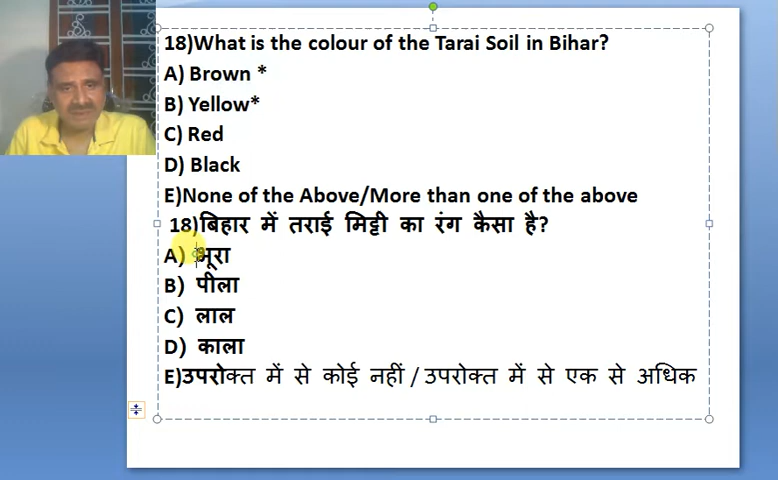 18)What is the colour of the Tarai Soil in Bihar?
A) Brown *
B) Yellow*
C) Red
D) Black
E)None of the Above/More than one of the above
18)बिहार में तराई मिट्टी का रंग कैसा है?
A) भूरा
B) पीला
C) लाल
D) काला
E)उपरोक्त में से कोई नहीं / उपरोक्त में से एक से अधिक